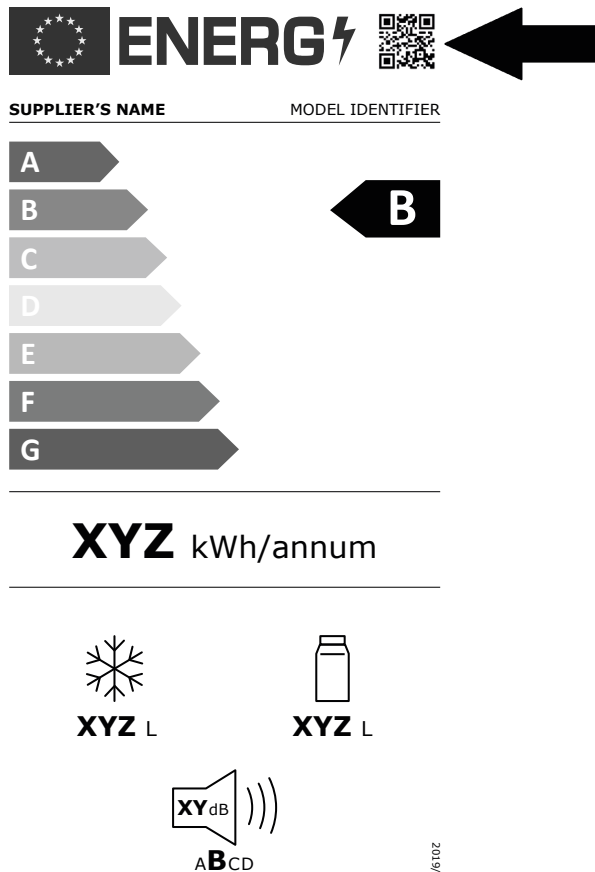 ENERG
SUPPLIER’S NAME MODEL IDENTIFIER
A
B
B
C
D
E
F
G
XYZ kWh/annum
XYZ L XYZ L
XY dB
ABCD
2019/